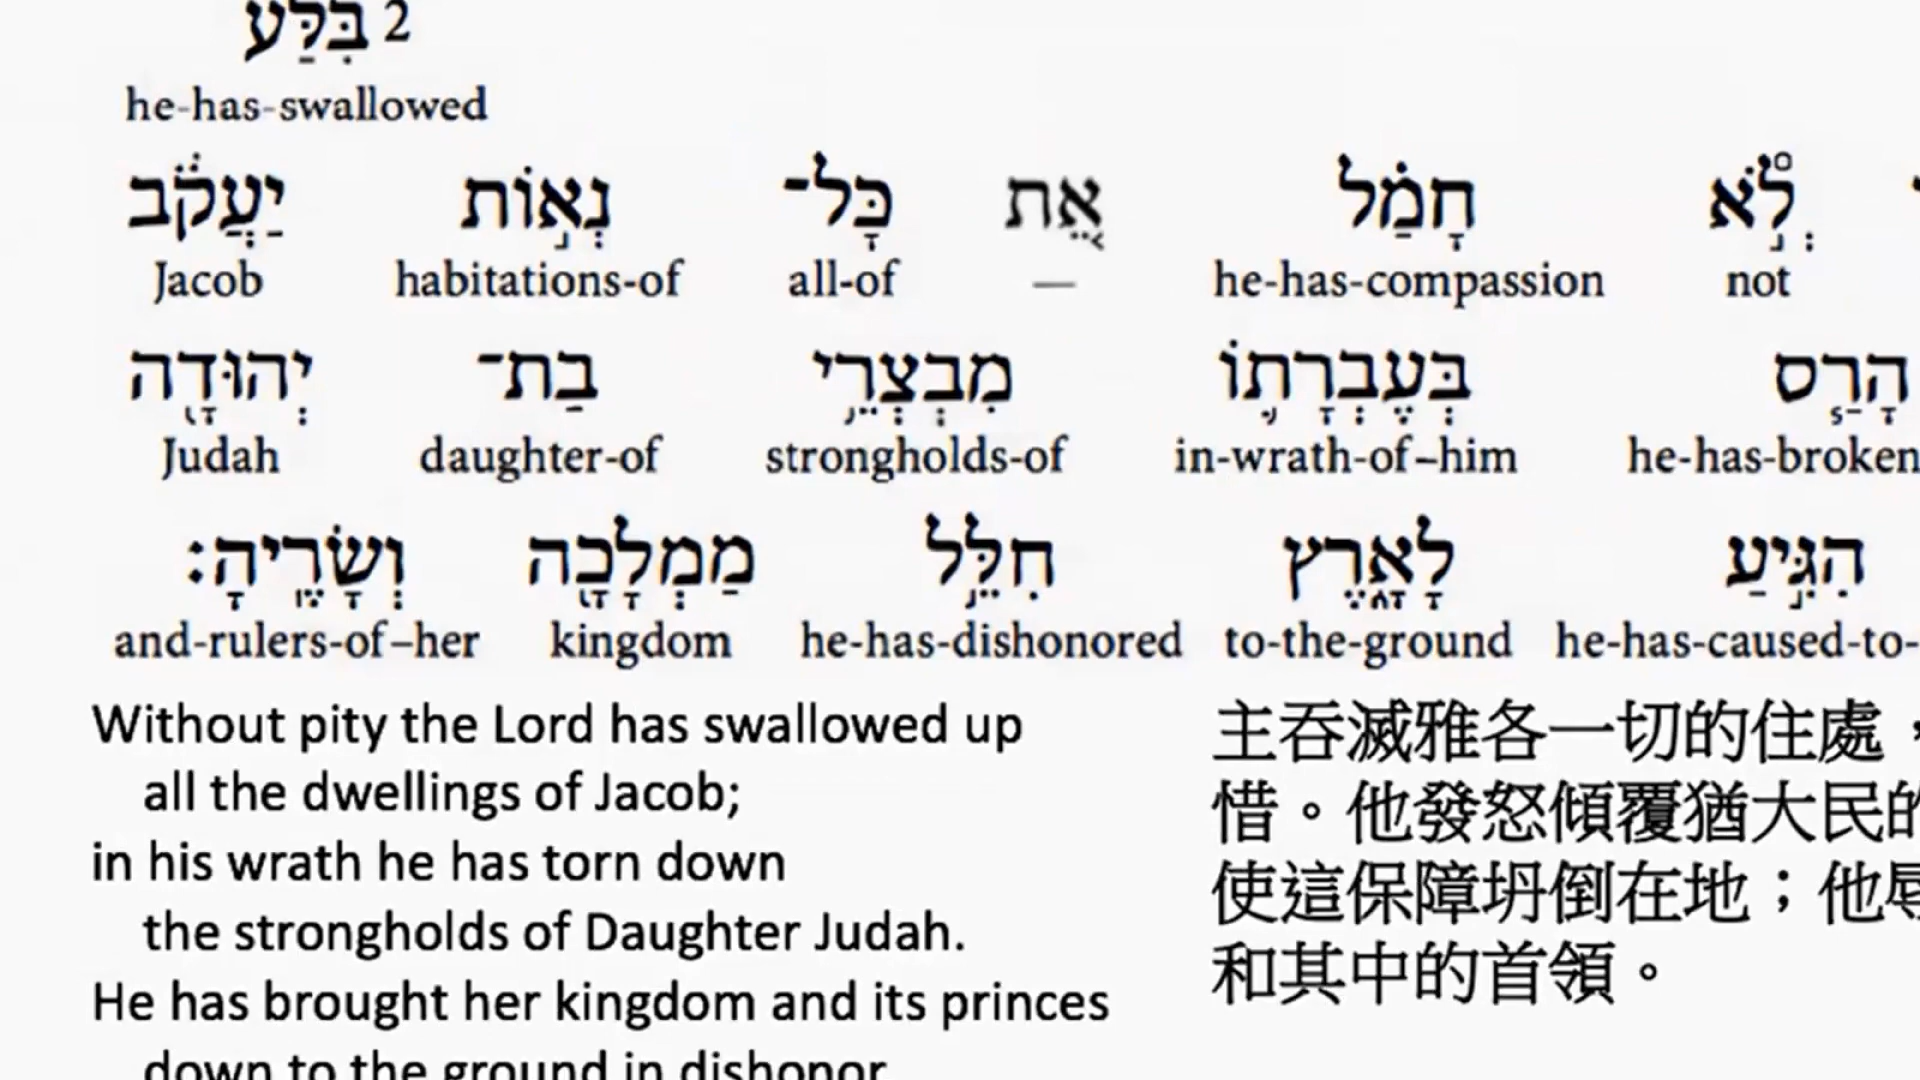 2 בִּלַּע
he-has-swallowed
לֹ֣א חָמַ֗ל אֵ֚ת כָּל־ נְא֣וֹת יַעֲקֹ֔ב
Jacob habitations-of all-of — he-has-compassion not
הָרַ֧ס בְּעֶבְרָת֛וֹ מִבְצְרֵ֥י בַת־ יְהוּדָ֖ה
Judah daughter-of strongholds-of in-wrath-of–him he-has-broken
הִגִּ֣יעַ לָאָ֑רֶץ חִלֵּ֥ל מַמְלָכָ֖ה וְשָׂרֶֽיהָ׃
and-rulers-of–her kingdom he-has-dishonored to-the-ground he-has-caused-to-
Without pity the Lord has swallowed up
all the dwellings of Jacob;
in his wrath he has torn down
the strongholds of Daughter Judah.
He has brought her kingdom and its princes
down to the ground in dishonor
主吞滅雅各一切的住處，
惜。他發怒傾覆猶大民的
使這保障坍倒在地；他辱
和其中的首領。